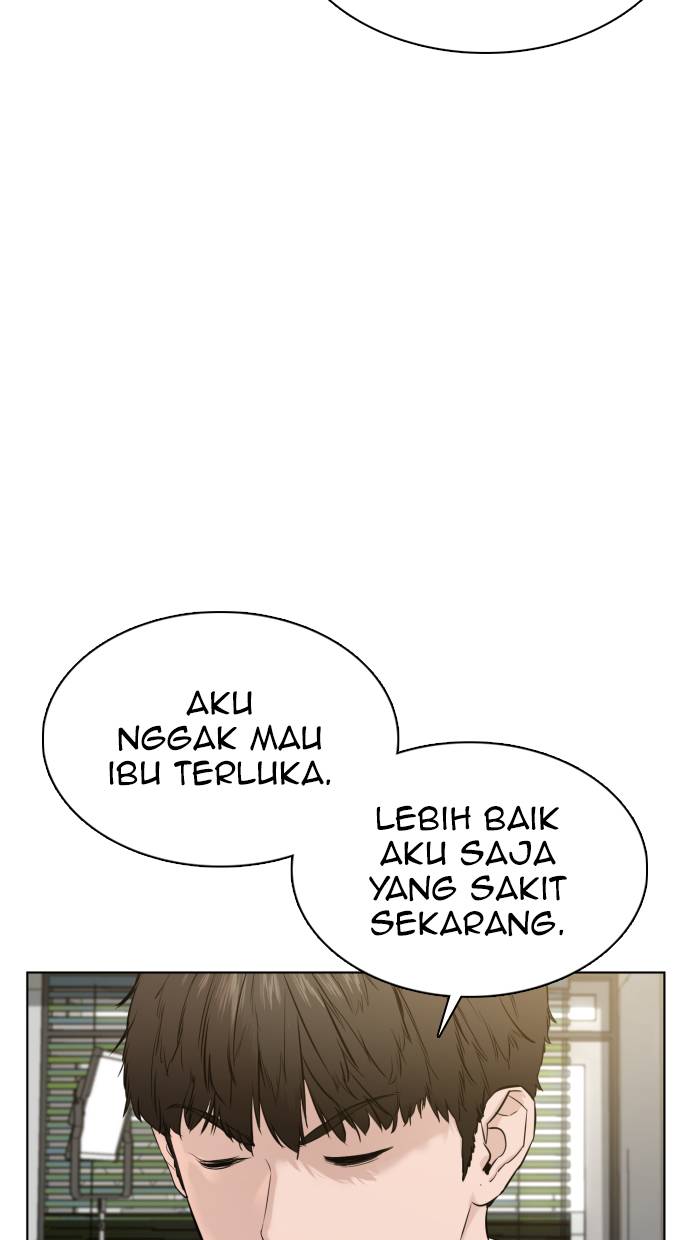 AKU
NGGAK MAU
IBU TERLUKA.
LEBIH BAIK
AKU SAJA
YANG SAKIT
SEKARANG.